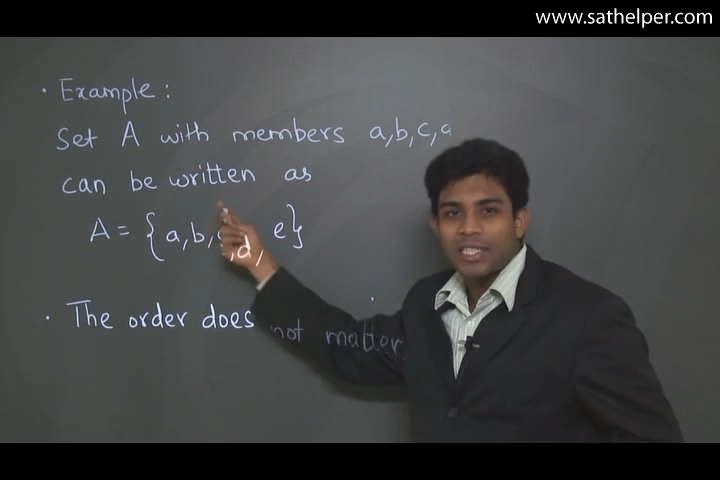 www.sathelper.com
· Example:
Set A with members a,b,c,
can be written as
A = {a,b, ,d, e}
· The order does not matter